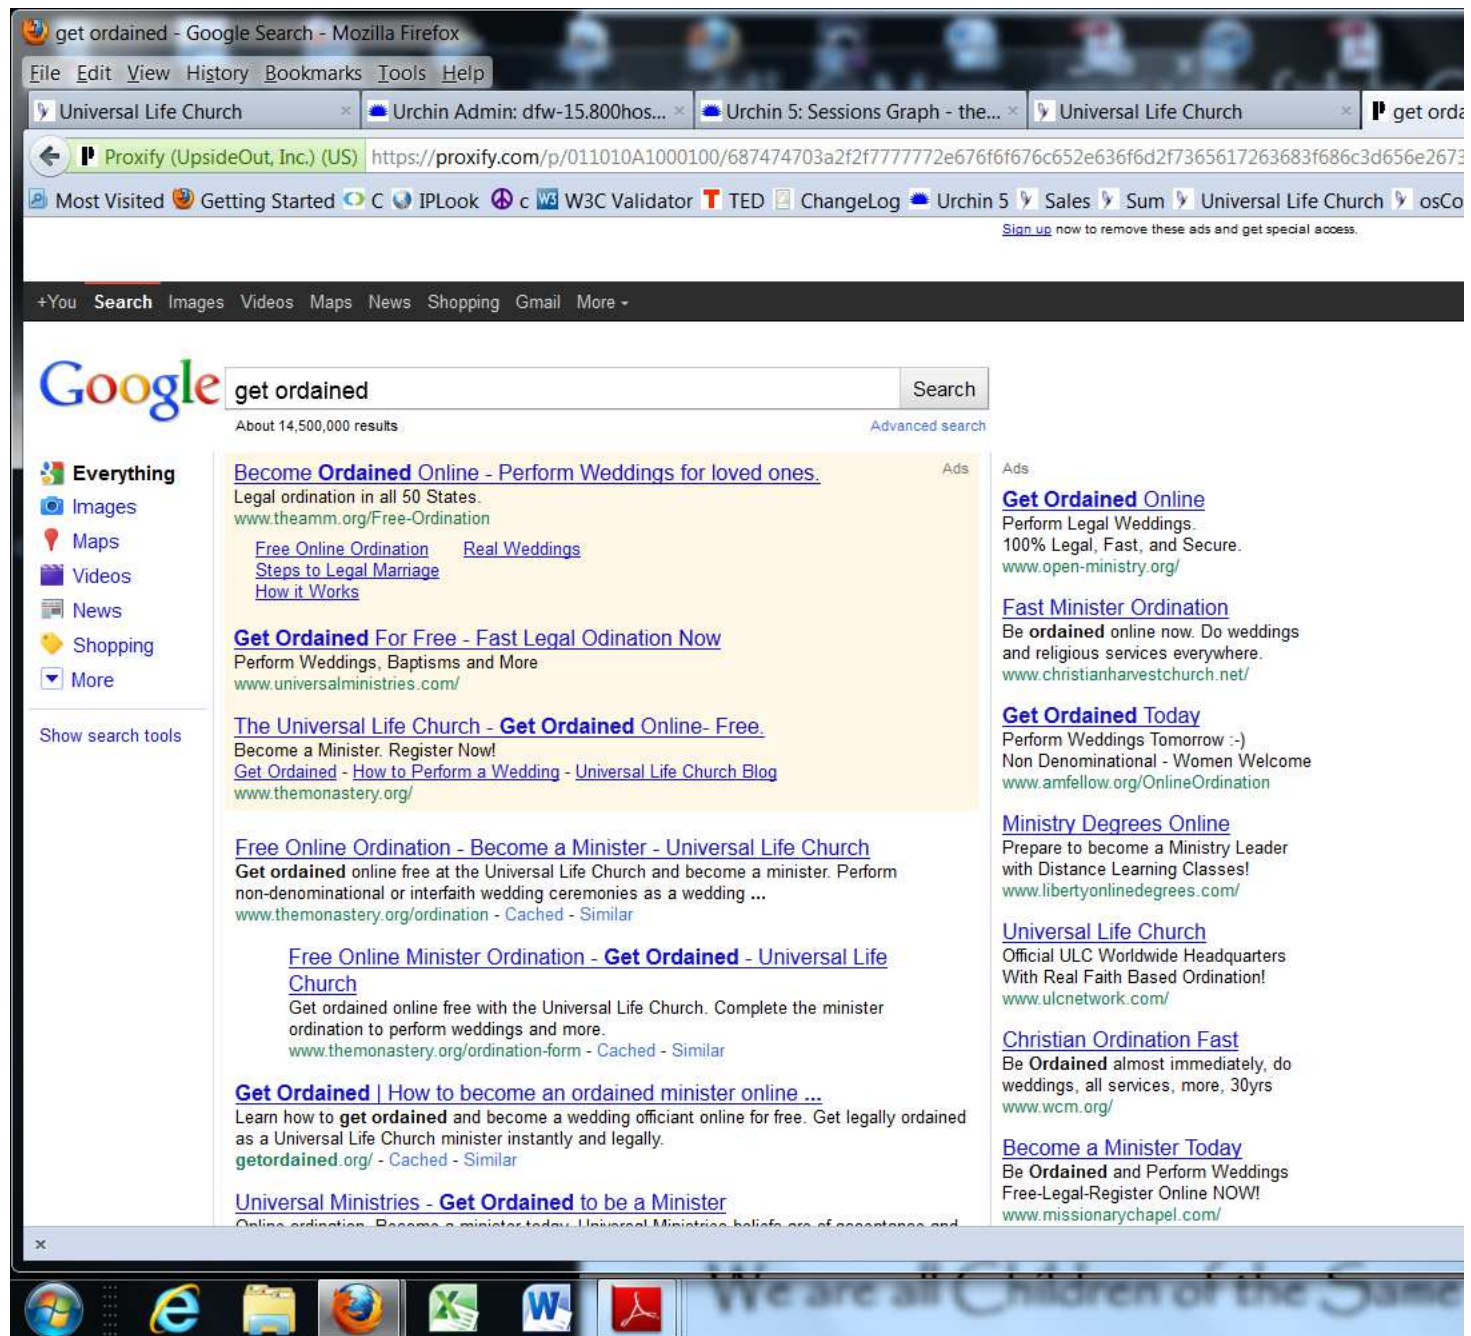 get ordained - Google Search - Mozilla Firefox
File Edit View History Bookmarks Tools Help
Universal Life Church
Urchin Admin: dfw-15.800hos...
Urchin 5: Sessions Graph - the...
Universal Life Church
get orda
Proxify (UpsideOut, Inc.) (US) https://proxify.com/p/011010A1000100/687474703a2f2f7777772e676f6f676c652e636f6d2f7365617263683f686c3d656e2673
Most Visited Getting Started C IPLook c W3C Validator TED ChangeLog Urchin 5 Sales Sum Universal Life Church osCo
Sign up now to remove these ads and get special access.
+You Search Images Videos Maps News Shopping Gmail More
Google
get ordained
Search
About 14,500,000 results
Advanced search
Everything
Images
Maps
Videos
News
Shopping
More
Show search tools
Become Ordained Online - Perform Weddings for loved ones.
Ads
Legal ordination in all 50 States.
www.theamm.org/Free-Ordination
Free Online Ordination Real Weddings
Steps to Legal Marriage
How it Works
Get Ordained For Free - Fast Legal Odination Now
Perform Weddings, Baptisms and More
www.universalministries.com/
The Universal Life Church - Get Ordained Online- Free.
Become a Minister. Register Now!
Get Ordained - How to Perform a Wedding - Universal Life Church Blog
www.themonastery.org/
Free Online Ordination - Become a Minister - Universal Life Church
Get ordained online free at the Universal Life Church and become a minister. Perform
non-denominational or interfaith wedding ceremonies as a wedding ...
www.themonastery.org/ordination - Cached - Similar
Free Online Minister Ordination - Get Ordained - Universal Life
Church
Get ordained online free with the Universal Life Church. Complete the minister
ordination to perform weddings and more.
www.themonastery.org/ordination-form - Cached - Similar
Get Ordained | How to become an ordained minister online ...
Learn how to get ordained and become a wedding officiant online for free. Get legally ordained
as a Universal Life Church minister instantly and legally.
getordained.org/ - Cached - Similar
Universal Ministries - Get Ordained to be a Minister
Online ordination. Become a minister today. Universal Ministries beliefs are of acceptance and
Ads
Get Ordained Online
Perform Legal Weddings.
100% Legal, Fast, and Secure.
www.open-ministry.org/
Fast Minister Ordination
Be ordained online now. Do weddings
and religious services everywhere.
www.christianharvestchurch.net/
Get Ordained Today
Perform Weddings Tomorrow :-)
Non Denominational - Women Welcome
www.amfellow.org/OnlineOrdination
Ministry Degrees Online
Prepare to become a Ministry Leader
with Distance Learning Classes!
www.libertyonlinedegrees.com/
Universal Life Church
Official ULC Worldwide Headquarters
With Real Faith Based Ordination!
www.ulcnetwork.com/
Christian Ordination Fast
Be Ordained almost immediately, do
weddings, all services, more, 30yrs
www.wcm.org/
Become a Minister Today
Be Ordained and Perform Weddings
Free-Legal-Register Online NOW!
www.missionarychapel.com/
We are all Children of the Same